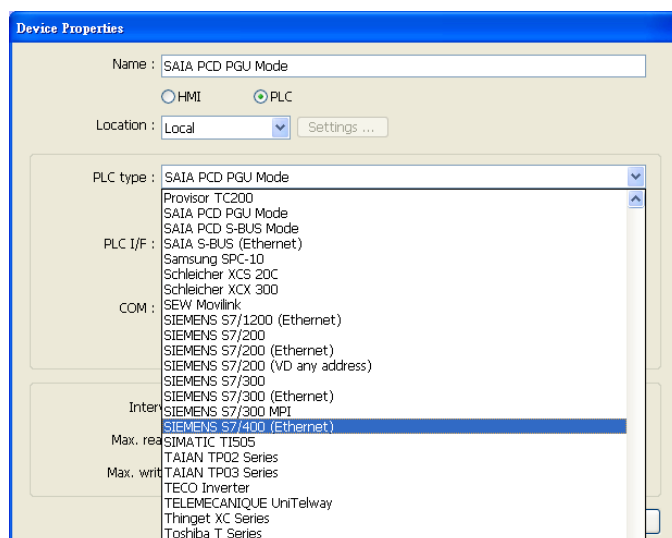 Device Properties
Name : SAIA PCD PGU Mode
HMI PLC
Location : Local Settings ...
PLC type : SAIA PCD PGU Mode
Provisor TC200
SAIA PCD PGU Mode
SAIA PCD S-BUS Mode
PLC I/F : SAIA S-BUS (Ethernet)
Samsung SPC-10
Schleicher XCS 20C
Schleicher XCX 300
COM : SEW Movilink
SIEMENS S7/1200 (Ethernet)
SIEMENS S7/200
SIEMENS S7/200 (Ethernet)
SIEMENS S7/200 (VD any address)
SIEMENS S7/300
SIEMENS S7/300 (Ethernet)
Inter SIEMENS S7/300 MPI
SIEMENS S7/400 (Ethernet)
Max. rea SIMATIC TI505
TAIAN TP02 Series
Max. writ TAIAN TP03 Series
TECO Inverter
TELEMECANIQUE UniTelway
Thinget XC Series
Toshiba T Series